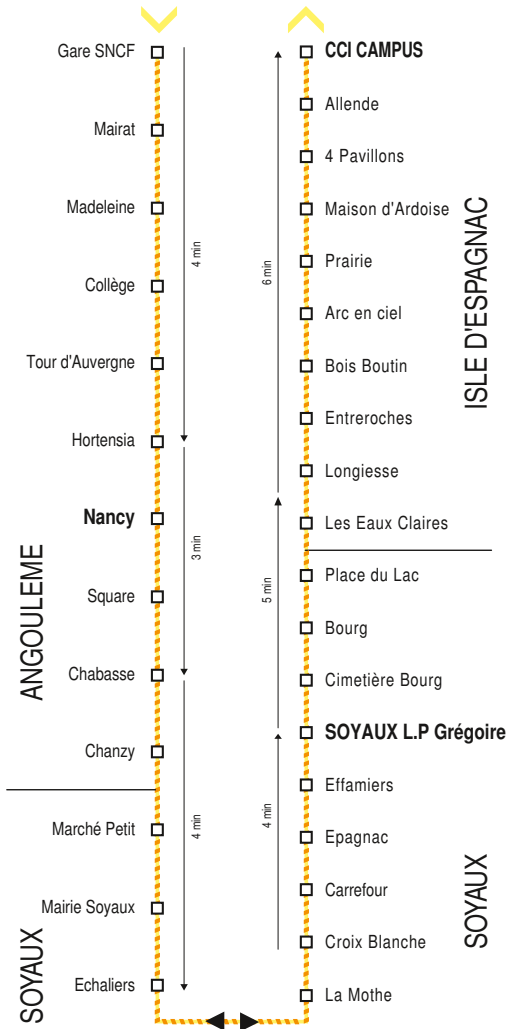 Gare SNCF
Mairat
Madeleine
Collège
Tour d'Auvergne
Hortensia
Nancy
Square
Chabasse
Chanzy
Marché Petit
Mairie Soyaux
Echaliers
ANGOULEME
SOYAUX
4 min
3 min
4 min
CCI CAMPUS
Allende
4 Pavillons
Maison d'Ardoise
Prairie
Arc en ciel
Bois Boutin
Entreroches
Longiesse
Les Eaux Claires
Place du Lac
Bourg
Cimetière Bourg
SOYAUX L.P Grégoire
Effamiers
Epagnac
Carrefour
Croix Blanche
La Mothe
6 min
5 min
4 min
ISLE D'ESPAGNAC
SOYAUX